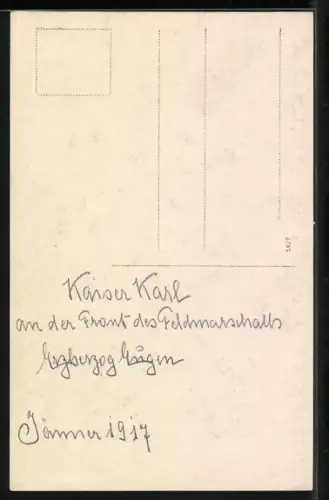 Kaiser Karl
an der Front des Feldmarschalls
Erzherzog Eugen
Jänner 1917